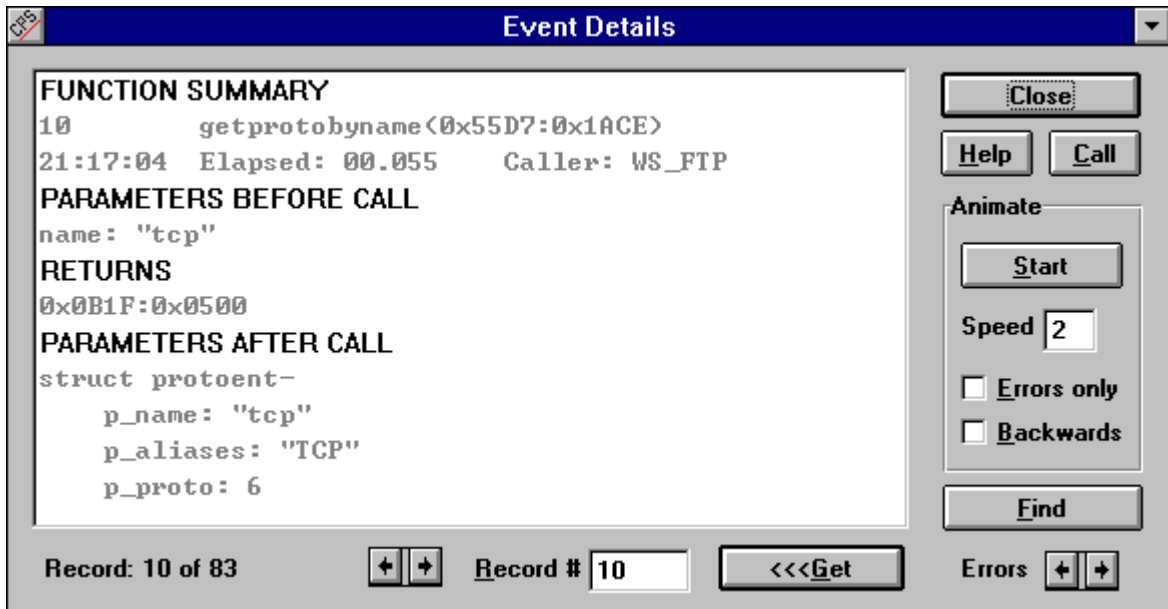 CPS
Event Details
FUNCTION SUMMARY
10 getprotobyname(0x55D7:0x1ACE)
21:17:04 Elapsed: 00.055 Caller: WS_FTP
PARAMETERS BEFORE CALL
name: "tcp"
RETURNS
0x0B1F:0x0500
PARAMETERS AFTER CALL
struct protoent-
p_name: "tcp"
p_aliases: "TCP"
p_proto: 6
Close
Help Call
Animate
Start
Speed 2
Errors only
Backwards
Find
Record: 10 of 83 Record # 10 <<<Get Errors